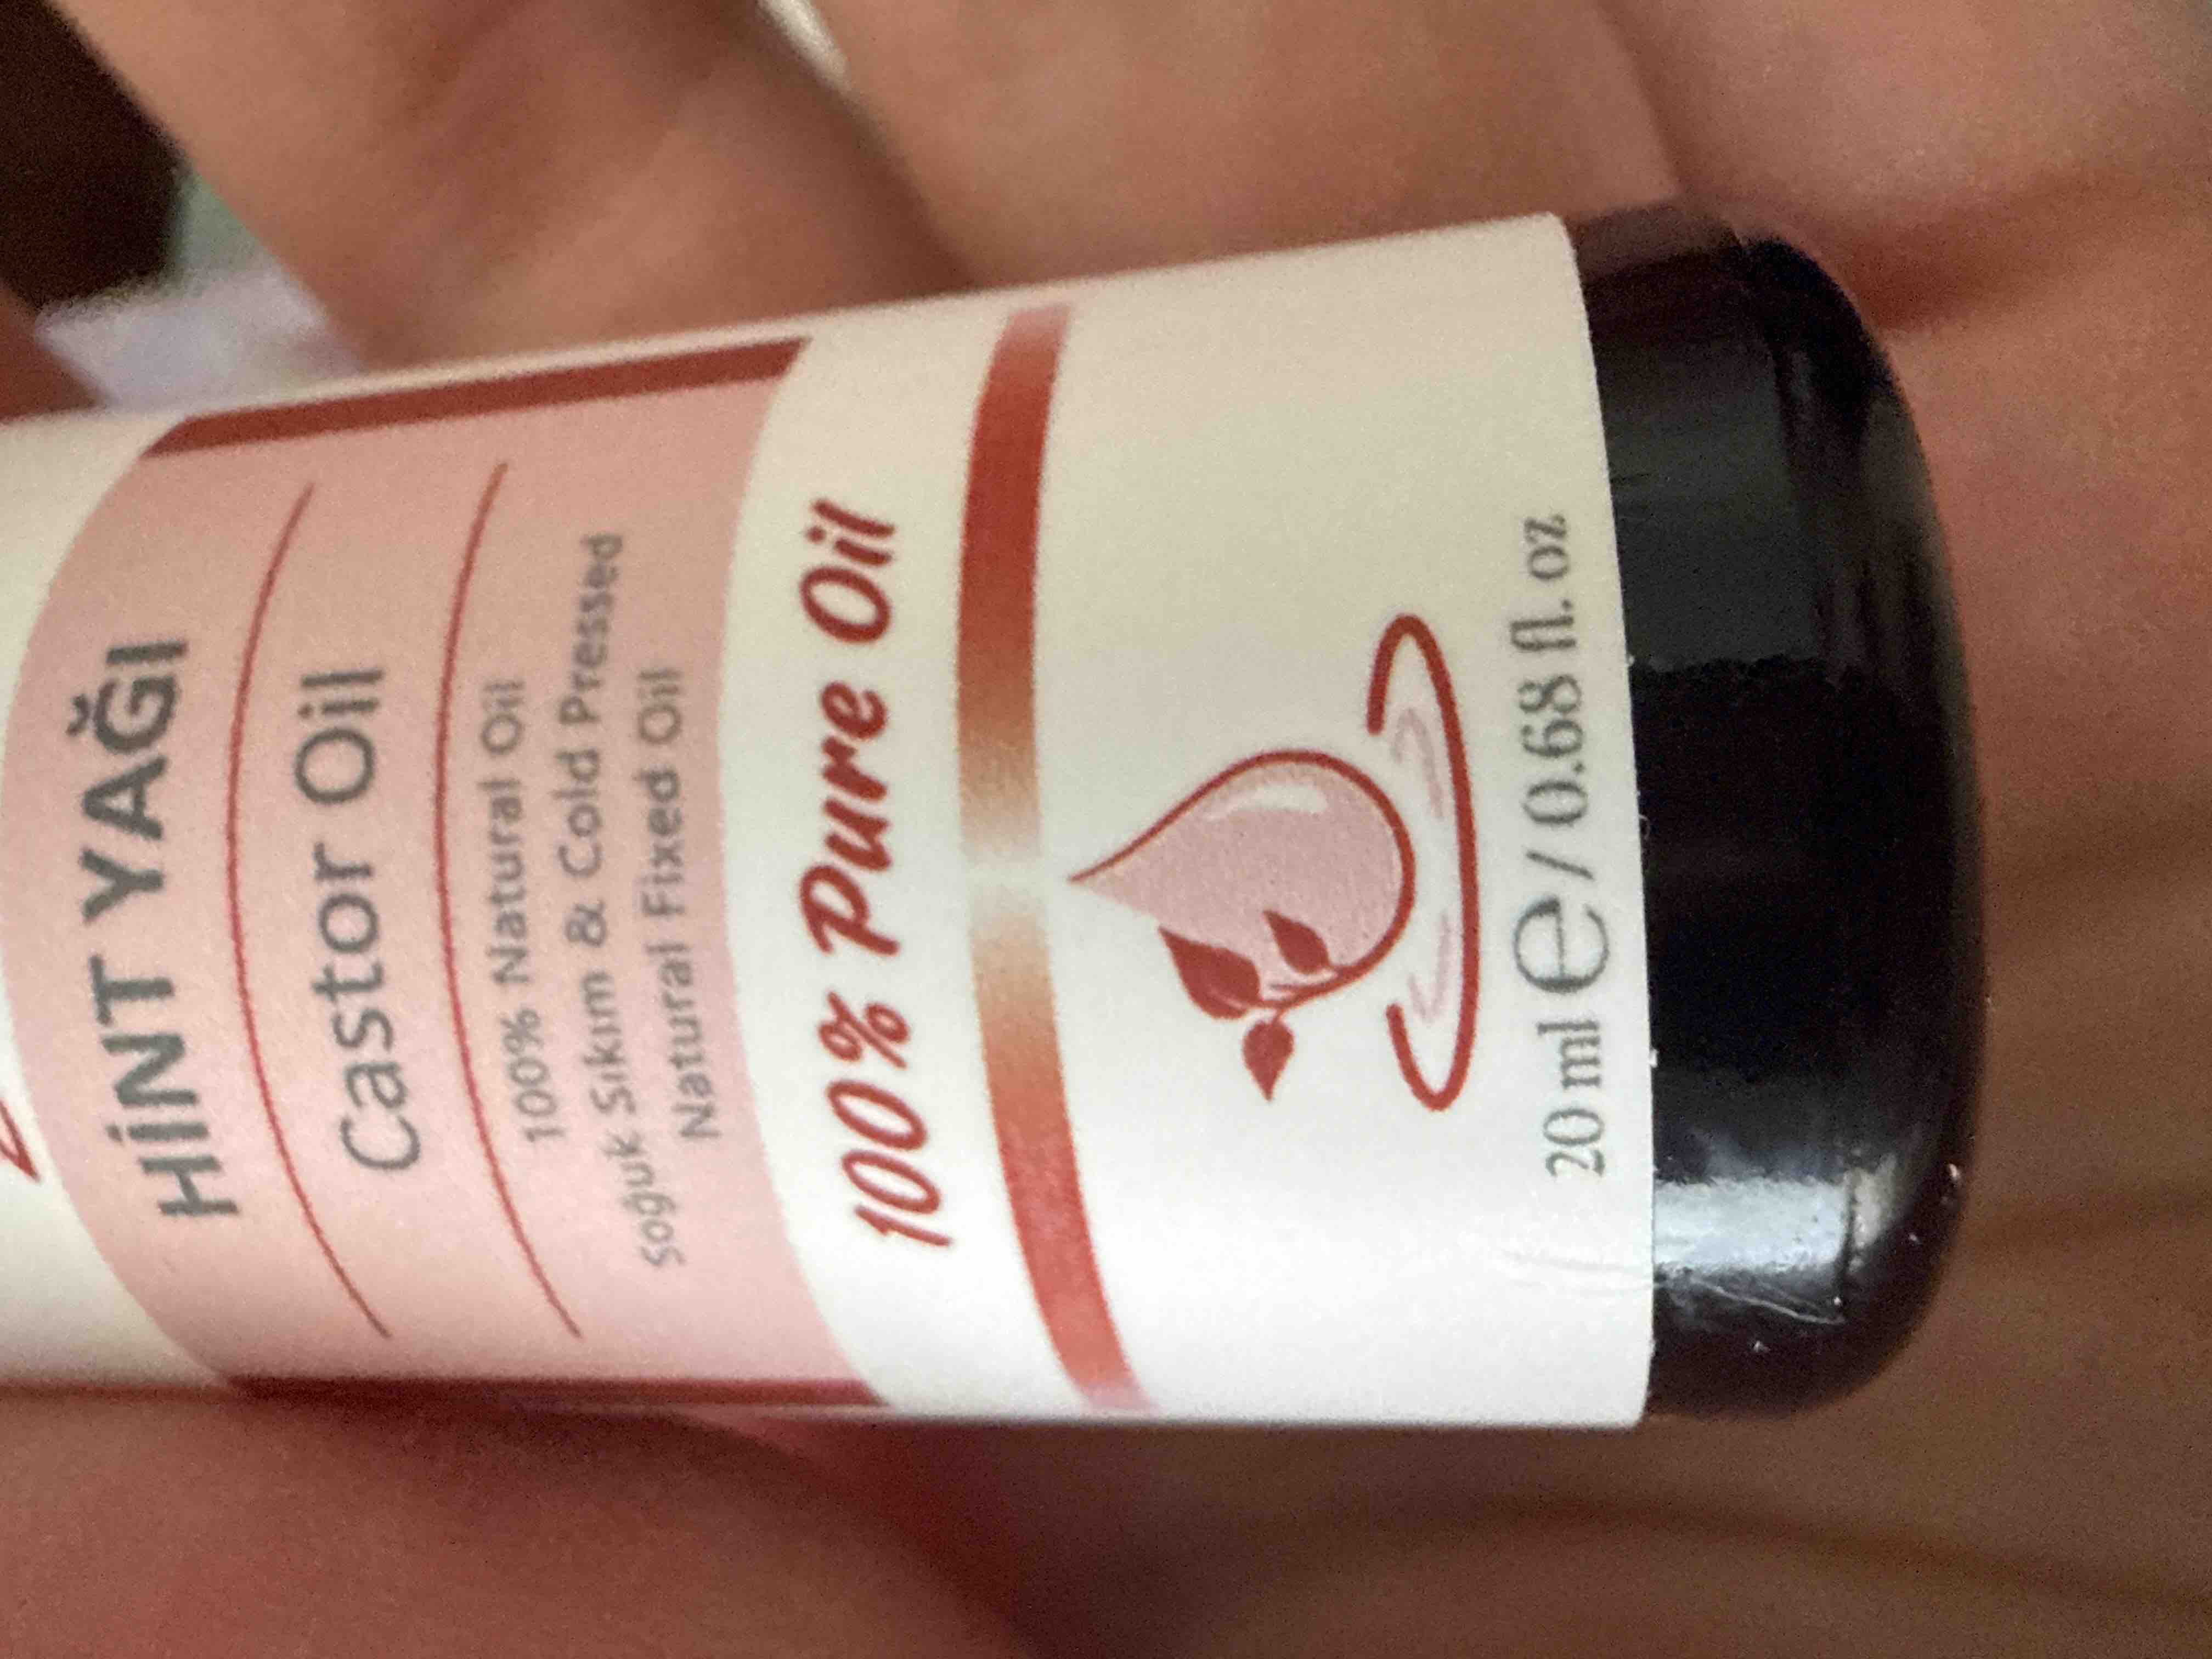 HİNT YAĞI
Castor Oil
100% Natural Oil
Soğuk Sıkım & Cold Pressed
Natural Fixed Oil
100% Pure Oil
20 ml e / 0.68 fl. oz